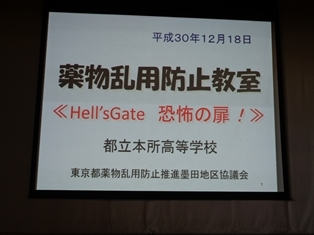 平成30年12月18日
薬物乱用防止教室
≪Hell'sGate 恐怖の扉！≫
都立本所高等学校
東京都薬物乱用防止推進墨田地区協議会